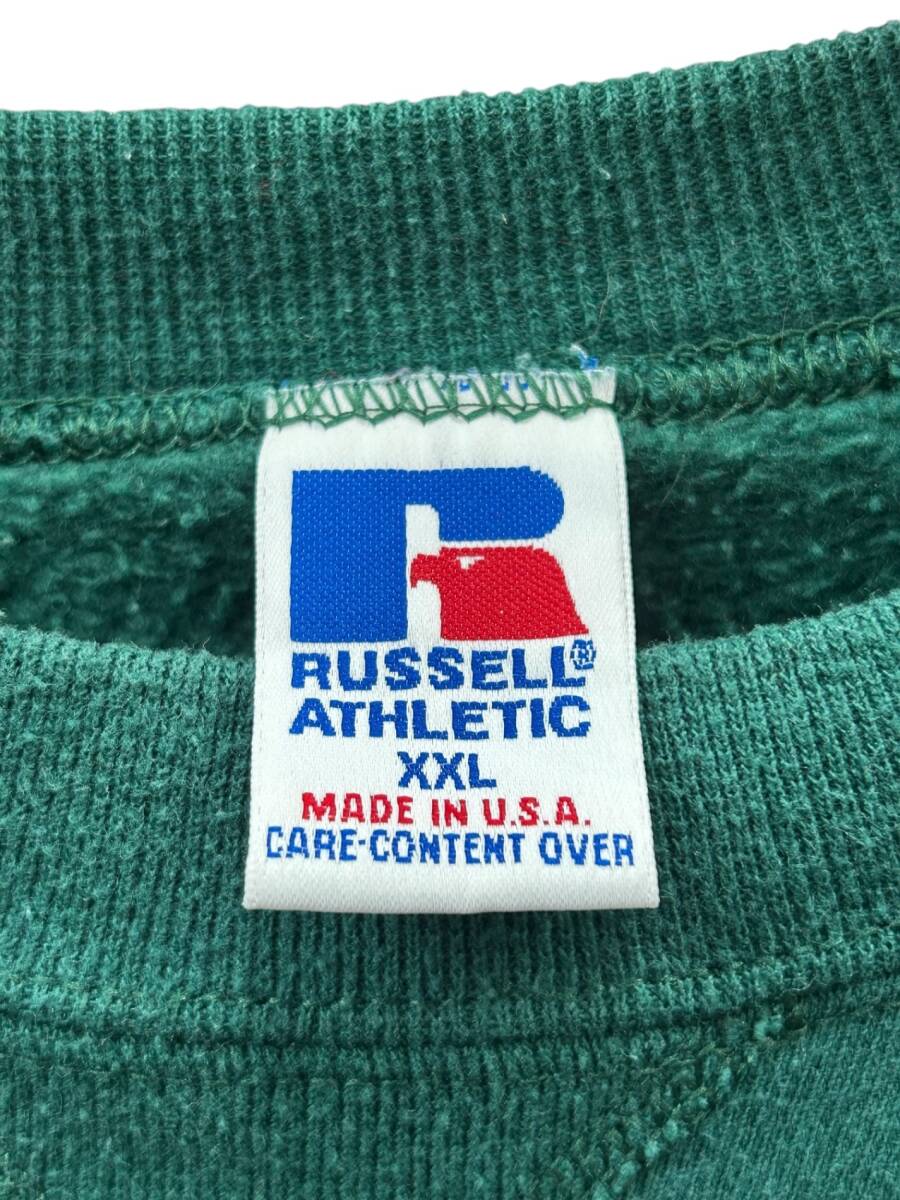 RUSSELL®
ATHLETIC
XXL
MADE IN U.S.A.
CARE-CONTENT OVER